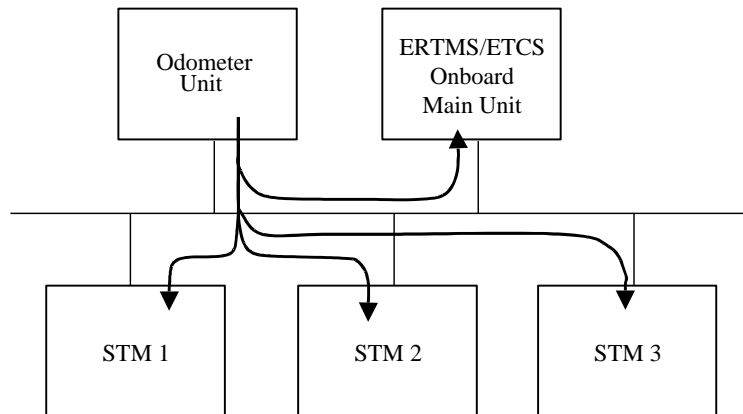 Odometer
Unit
ERTMS/ETCS
Onboard
Main Unit
STM 1
STM 2
STM 3